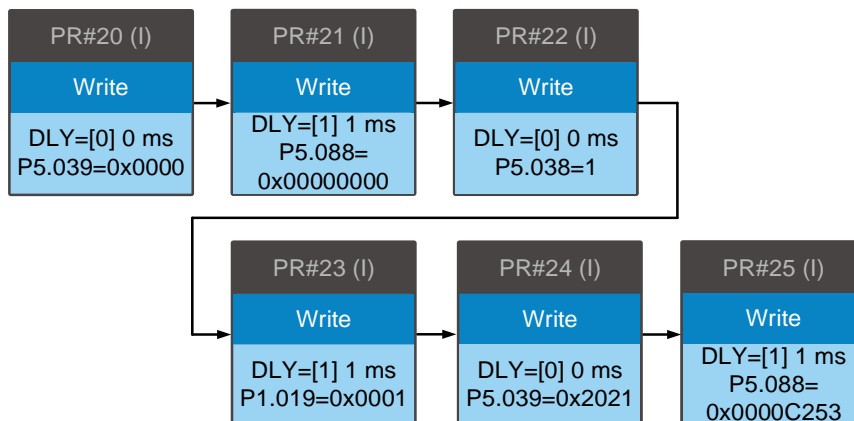 PR#20 (I)
Write
DLY=[0] 0 ms
P5.039=0x0000
PR#21 (I)
Write
DLY=[1] 1 ms
P5.088=
0x00000000
PR#22 (I)
Write
DLY=[0] 0 ms
P5.038=1
PR#23 (I)
Write
DLY=[1] 1 ms
P1.019=0x0001
PR#24 (I)
Write
DLY=[0] 0 ms
P5.039=0x2021
PR#25 (I)
Write
DLY=[1] 1 ms
P5.088=
0x0000C253